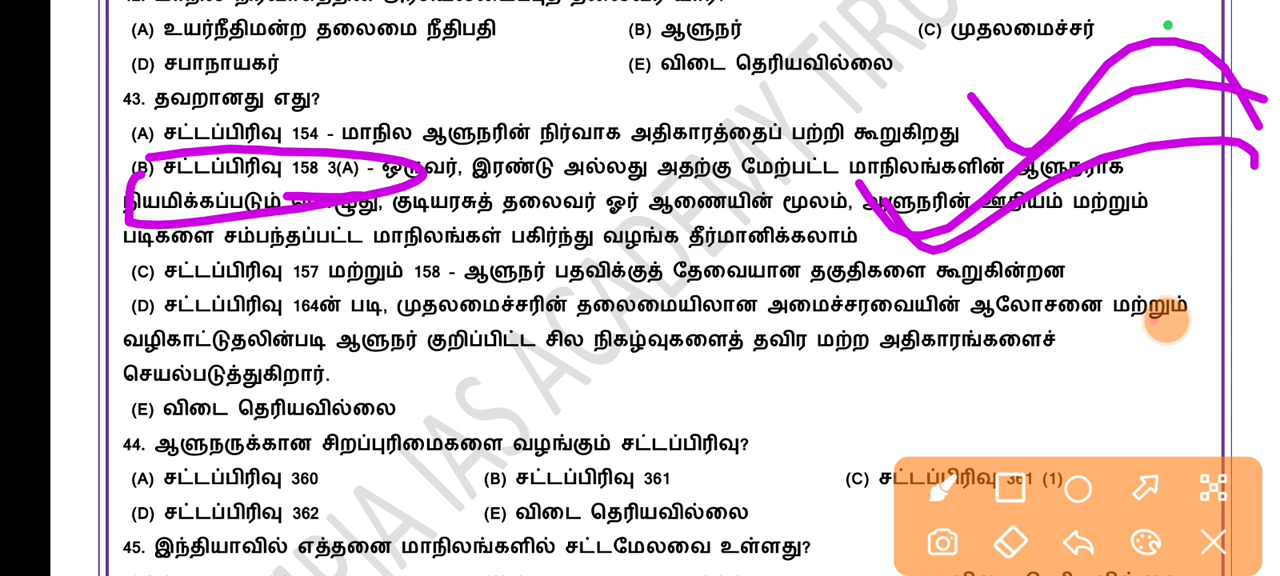 (A) உயர்நீதிமன்ற தலைமை நீதிபதி (B) ஆளுநர் (C) முதலமைச்சர்
(D) சபாநாயகர் (E) விடை தெரியவில்லை
43. தவறானது எது?
(A) சட்டப்பிரிவு 154 - மாநில ஆளுநரின் நிர்வாக அதிகாரத்தைப் பற்றி கூறுகிறது
(B) சட்டப்பிரிவு 158 3(A) - ஒருவர், இரண்டு அல்லது அதற்கு மேற்பட்ட மாநிலங்களின் ஆளுநராக
நியமிக்கப்படும் பொழுது, குடியரசுத் தலைவர் ஓர் ஆணையின் மூலம், ஆளுநரின் ஊதியம் மற்றும்
படிகளை சம்பந்தப்பட்ட மாநிலங்கள் பகிர்ந்து வழங்க தீர்மானிக்கலாம்
(C) சட்டப்பிரிவு 157 மற்றும் 158 - ஆளுநர் பதவிக்குத் தேவையான தகுதிகளை கூறுகின்றன
(D) சட்டப்பிரிவு 164ன் படி, முதலமைச்சரின் தலைமையிலான அமைச்சரவையின் ஆலோசனை மற்றும்
வழிகாட்டுதலின்படி ஆளுநர் குறிப்பிட்ட சில நிகழ்வுகளைத் தவிர மற்ற அதிகாரங்களைச்
செயல்படுத்துகிறார்.
(E) விடை தெரியவில்லை
44. ஆளுநருக்கான சிறப்புரிமைகளை வழங்கும் சட்டப்பிரிவு?
(A) சட்டப்பிரிவு 360 (B) சட்டப்பிரிவு 361 (C) சட்டப்பிரிவு 361 (1)
(D) சட்டப்பிரிவு 362 (E) விடை தெரியவில்லை
45. இந்தியாவில் எத்தனை மாநிலங்களில் சட்டமேலவை உள்ளது?
IAS ACADEMY